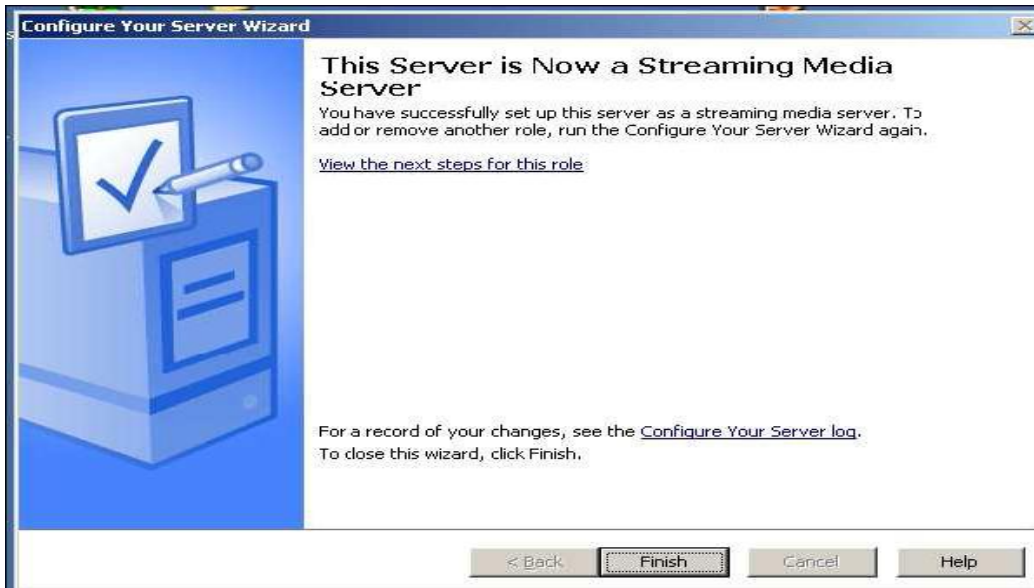 Configure Your Server Wizard
This Server is Now a Streaming Media
Server
You have successfully set up this server as a streaming media server. To
add or remove another role, run the Configure Your Server Wizard again.
View the next steps for this role
For a record of your changes, see the Configure Your Server log.
To close this wizard, click Finish.
< Back
Finish
Cancel
Help